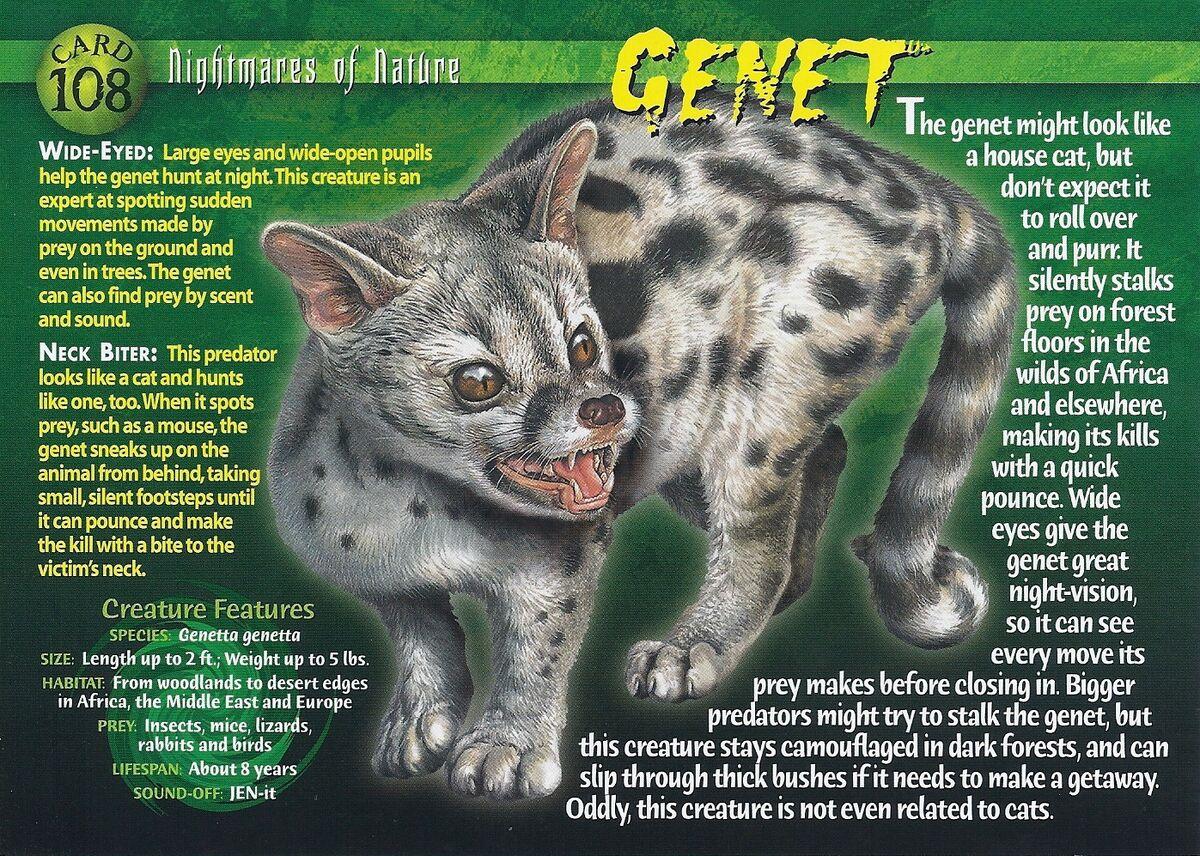 CARD
108
Nightmares of Nature
GENET
WIDE-EYED: Large eyes and wide-open pupils
help the genet hunt at night. This creature is an
expert at spotting sudden
movements made by
prey on the ground and
even in trees. The genet
can also find prey by scent
and sound.
NECK BITER: This predator
looks like a cat and hunts
like one, too. When it spots
prey, such as a mouse, the
genet sneaks up on the
animal from behind, taking
small, silent footsteps until
it can pounce and make
the kill with a bite to the
victim's neck.
Creature Features
SPECIES: Genetta genetta
SIZE: Length up to 2 ft.; Weight up to 5 lbs.
HABITAT: From woodlands to desert edges
in Africa, the Middle East and Europe
PREY: Insects, mice, lizards,
rabbits and birds
LIFESPAN: About 8 years
SOUND-OFF: JEN-it
The genet might look like
a house cat, but
don't expect it
to roll over
and purr. It
silently stalks
prey on forest
floors in the
wilds of Africa
and elsewhere,
making its kills
with a quick
pounce. Wide
eyes give the
genet great
night-vision,
so it can see
every move its
prey makes before closing in. Bigger
predators might try to stalk the genet, but
this creature stays camouflaged in dark forests, and can
slip through thick bushes if it needs to make a getaway.
Oddly, this creature is not even related to cats.